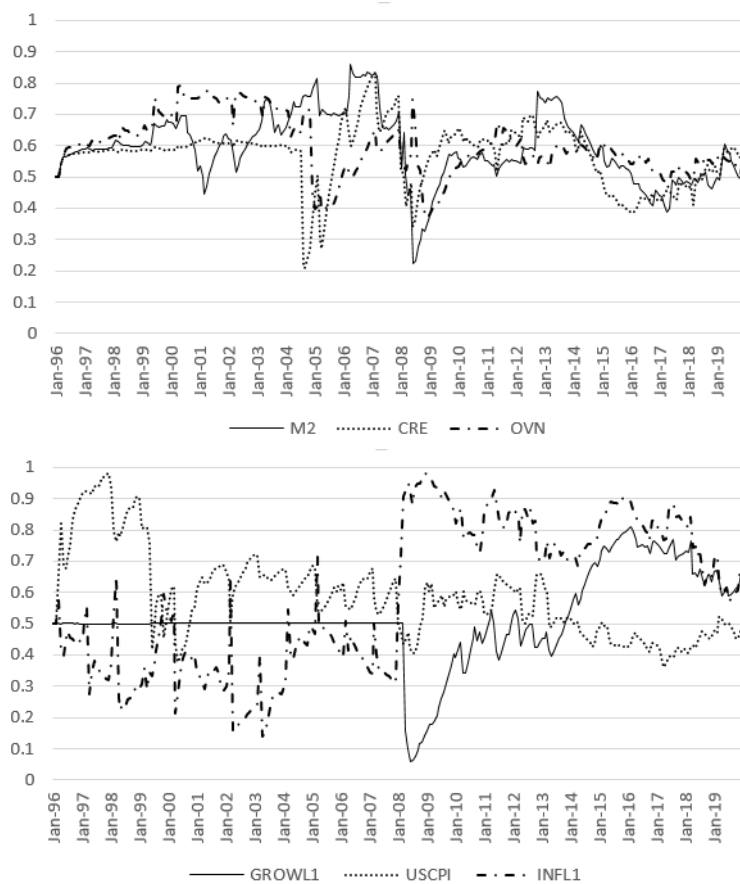 1
0.9
0.8
0.7
0.6
0.5
0.4
0.3
0.2
0.1
0
Jan-96
Jan-97
Jan-98
Jan-99
Jan-00
Jan-01
Jan-02
Jan-03
Jan-04
Jan-05
Jan-06
Jan-07
Jan-08
Jan-09
Jan-10
Jan-11
Jan-12
Jan-13
Jan-14
Jan-15
Jan-16
Jan-17
Jan-18
Jan-19
M2 CRE OVN
1
0.9
0.8
0.7
0.6
0.5
0.4
0.3
0.2
0.1
0
Jan-96
Jan-97
Jan-98
Jan-99
Jan-00
Jan-01
Jan-02
Jan-03
Jan-04
Jan-05
Jan-06
Jan-07
Jan-08
Jan-09
Jan-10
Jan-11
Jan-12
Jan-13
Jan-14
Jan-15
Jan-16
Jan-17
Jan-18
Jan-19
GROWL1 USCPI INFL1